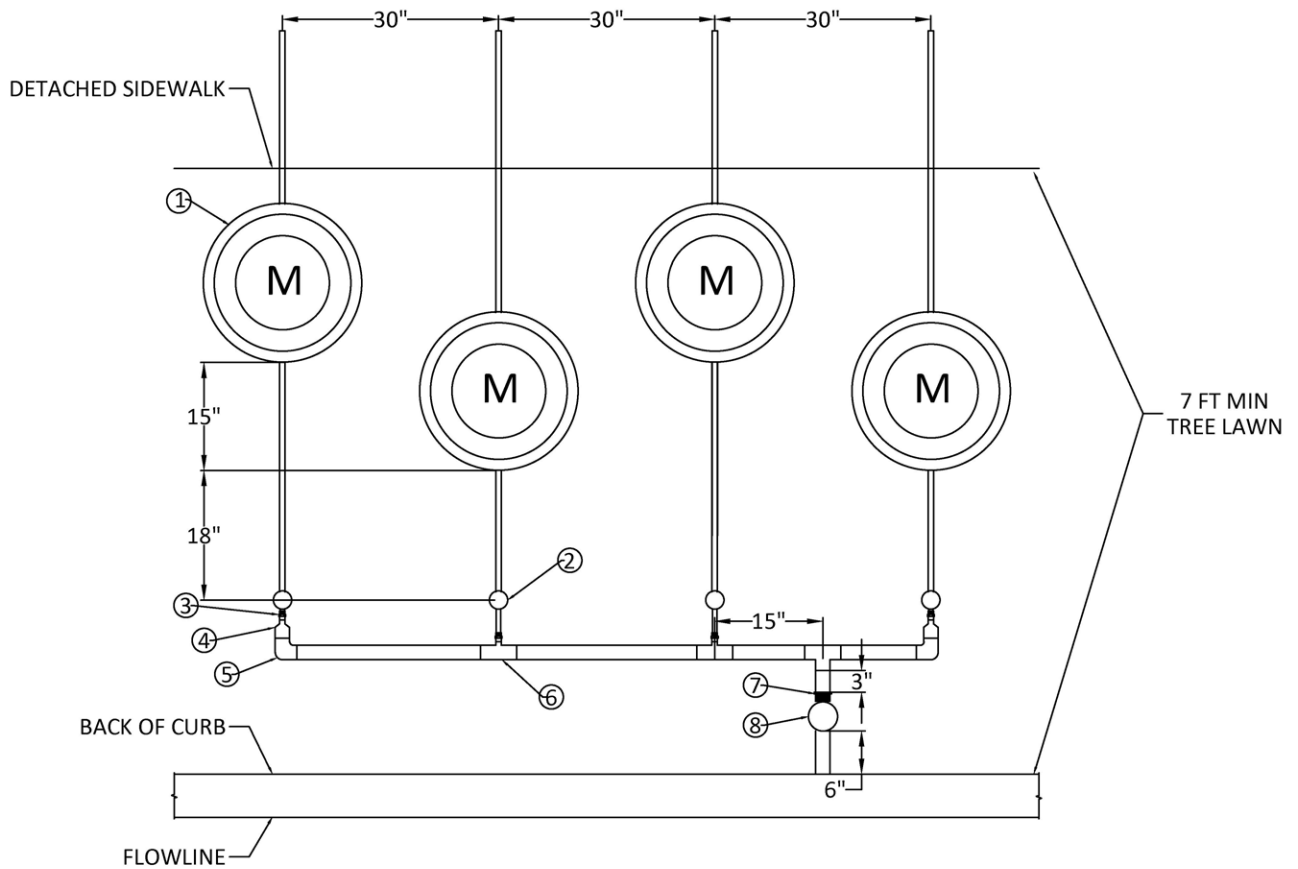 30"
30"
30"
DETACHED SIDEWALK
1
M
M
M
M
15"
7 FT MIN
TREE LAWN
18"
2
3
15"
4
5
6
7
3"
8
BACK OF CURB
6"
FLOWLINE